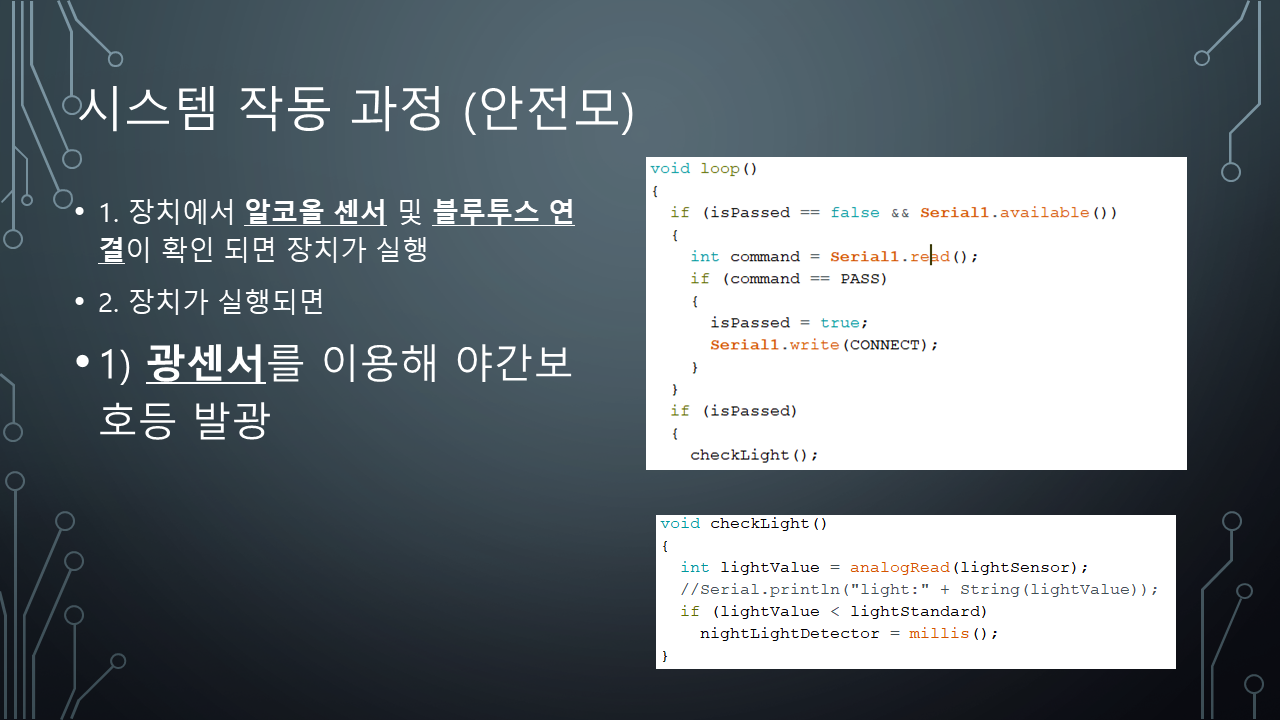 시스템 작동 과정 (안전모)
• 1. 장치에서 알코올 센서 및 블루투스 연
결이 확인 되면 장치가 실행
• 2. 장치가 실행되면
• 1) 광센서를 이용해 야간보
호등 발광
void loop()
{
  if (isPassed == false && Serial1.available())
  {
    int command = Serial1.read();
    if (command == PASS)
    {
      isPassed = true;
      Serial1.write(CONNECT);
    }
  }
  if (isPassed)
  {
    checkLight();
void checkLight()
{
  int lightValue = analogRead(lightSensor);
  //Serial.println("light:" + String(lightValue));
  if (lightValue < lightStandard)
    nightLightDetector = millis();
}